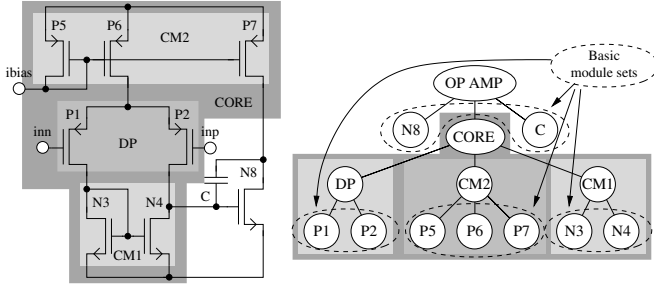 P5 P6 P7
CM2
ibias
CORE
P1 P2
inn DP inp
N3 N4 C N8
CM1
Basic
module sets
OP AMP
N8 CORE C
DP CM2 CM1
P1 P2 P5 P6 P7 N3 N4